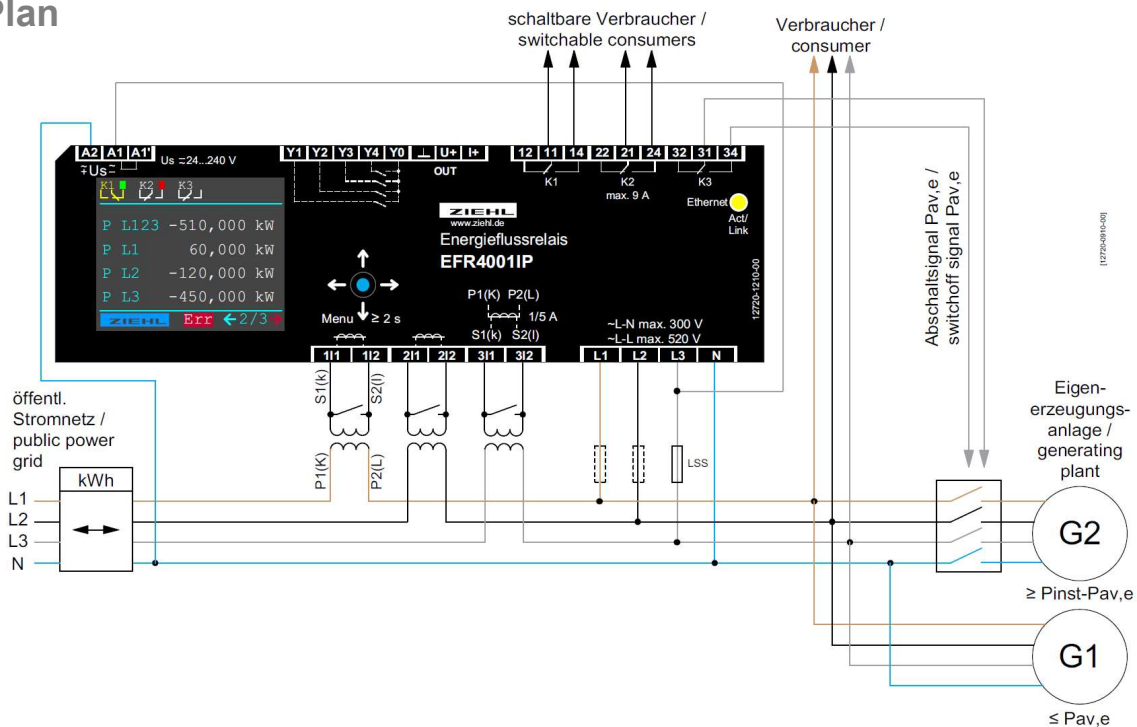 Plan
schaltbare Verbraucher /
switchable consumers
Verbraucher /
consumer
A2 A1 A1'
Us 24...240 V
Us
Y1 Y2 Y3 Y4 Y0 ⊥ U+ I+
OUT
12 11 14 22 21 24 32 31 34
K1 K2 K3
max. 9 A
K1 K2 K3
P L123 -510,000 kW
P L1 60,000 kW
P L2 -120,000 kW
P L3 -450,000 kW
ZIEHL Err ←2/3→
ZIEHL
www.ziehl.de
Energieflussrelais
EFR4001IP
Ethernet
Act/
Link
Menu ≥ 2 s
P1(K) P2(L)
1/5 A
S1(k) S2(l)
~L-N max. 300 V
~L-L max. 520 V
12720-1210-00
1I1 1I2 2I1 2I2 3I1 3I2 L1 L2 L3 N
[12720-0910-00]
Abschaltsignal Pav,e /
switchoff signal Pav,e
S1(k) S2(l)
P1(K) P2(L)
LSS
öffentl.
Stromnetz /
public power
grid
kWh
L1
L2
L3
N
Eigen-
erzeugungs-
anlage /
generating
plant
G2
≥ Pinst-Pav,e
G1
≤ Pav,e